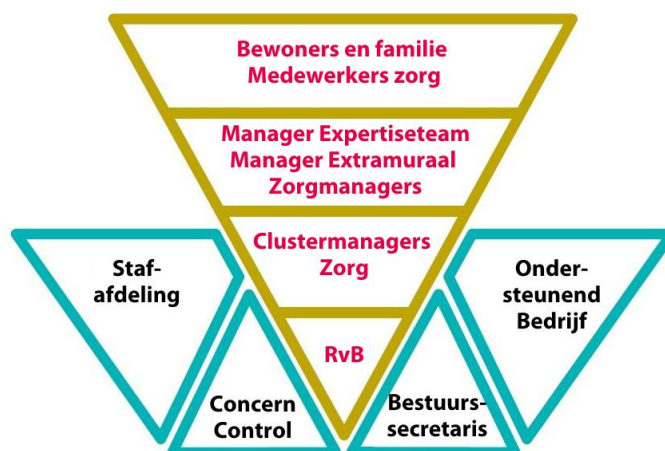 Bewoners en familie
Medewerkers zorg
Manager Expertiseteam
Manager Extramuraal
Zorgmanagers
Clustermanagers
Zorg
RvB
Staf-
afdeling
Concern
Control
Bestuurs-
secretaris
Onder-
steunend
Bedrijf